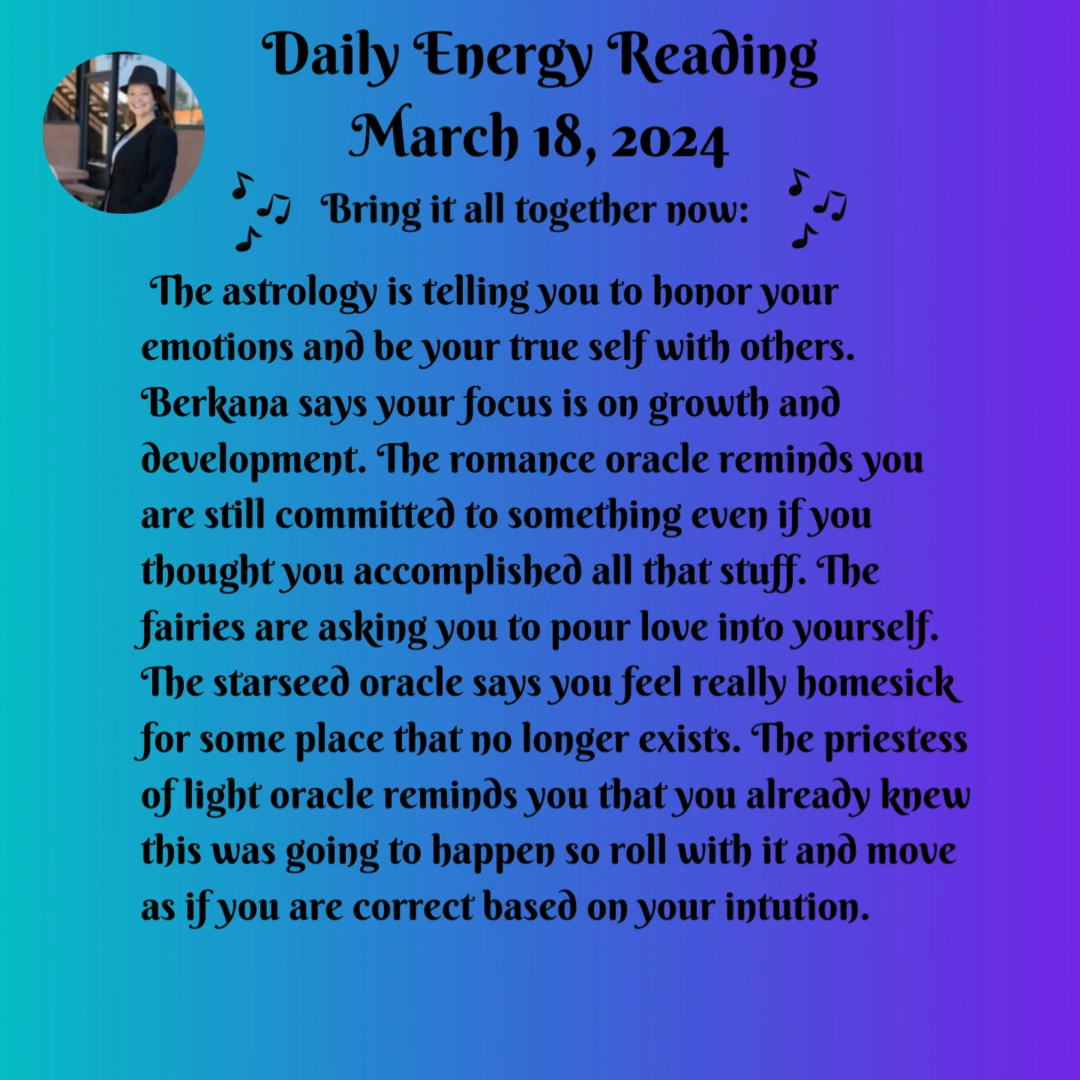 Daily Energy Reading
March 18, 2024
Bring it all together now:
The astrology is telling you to honor your
emotions and be your true self with others.
Berkana says your focus is on growth and
development. The romance oracle reminds you
are still committed to something even if you
thought you accomplished all that stuff. The
fairies are asking you to pour love into yourself.
The starseed oracle says you feel really homesick
for some place that no longer exists. The priestess
of light oracle reminds you that you already knew
this was going to happen so roll with it and move
as if you are correct based on your intution.